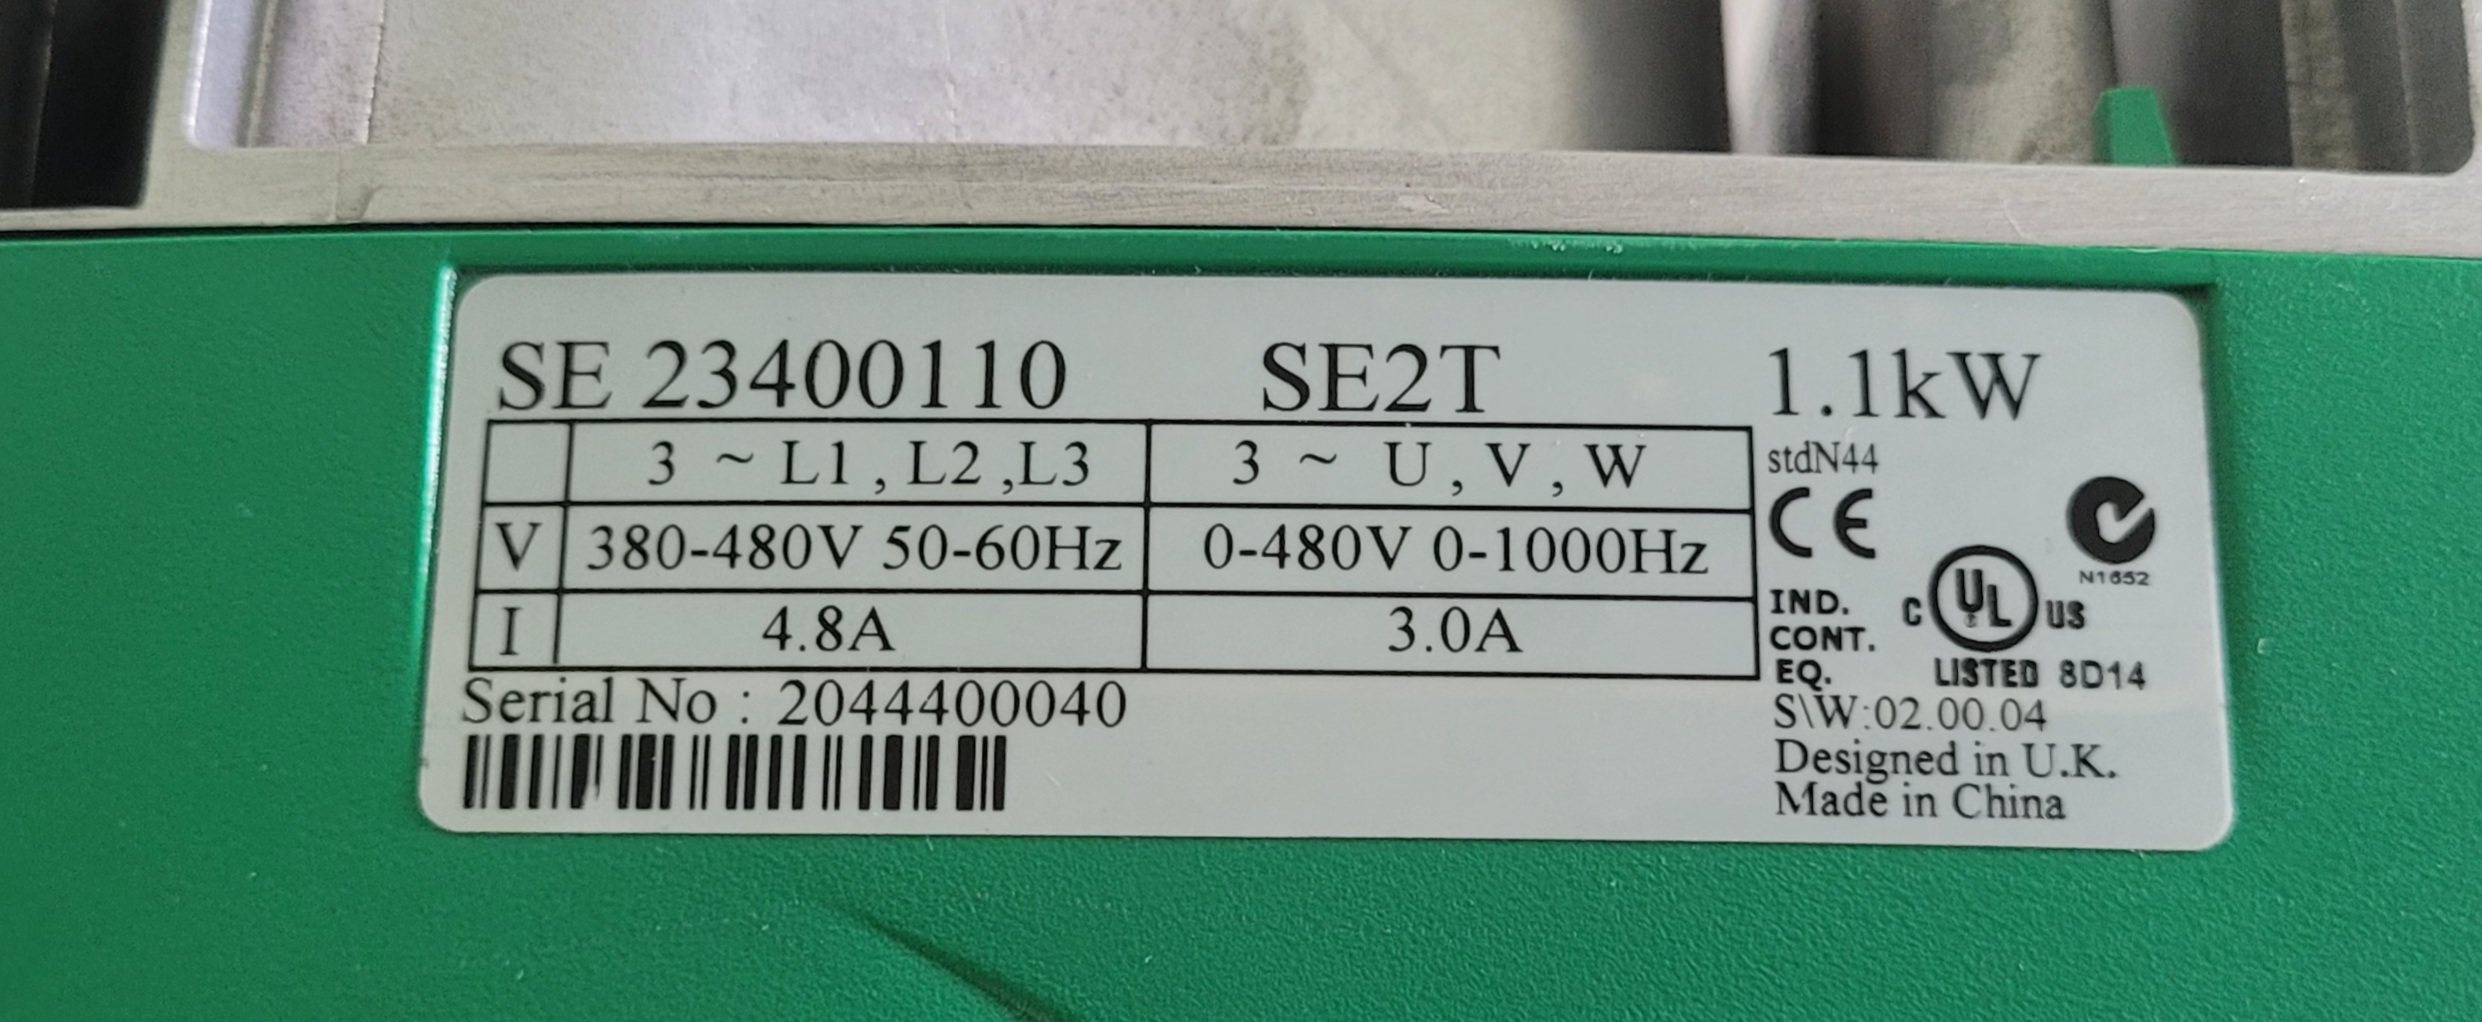 SE 23400110 SE2T 1.1kW
3 ~ L1 , L2 ,L3 3 ~ U , V , W
stdN44
V 380-480V 50-60Hz 0-480V 0-1000Hz
CE
N1652
I 4.8A 3.0A
IND.
CONT.
EQ.
C UL US
LISTED 8D14
Serial No : 2044400040
S\W:02.00.04
Designed in U.K.
Made in China